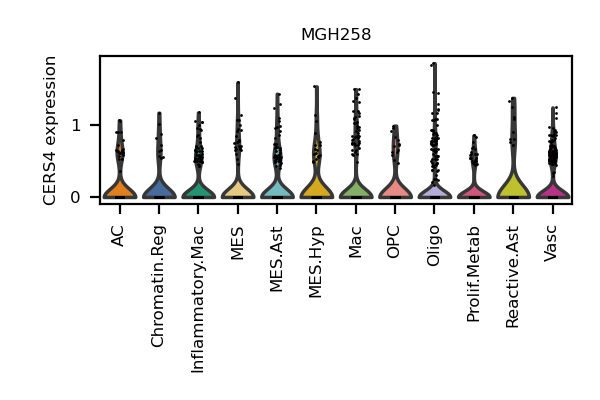 MGH258
CERS4 expression
1
0
AC
Chromatin.Reg
Inflammatory.Mac
MES
MES.Ast
MES.Hyp
Mac
OPC
Oligo
Prolif.Metab
Reactive.Ast
Vasc